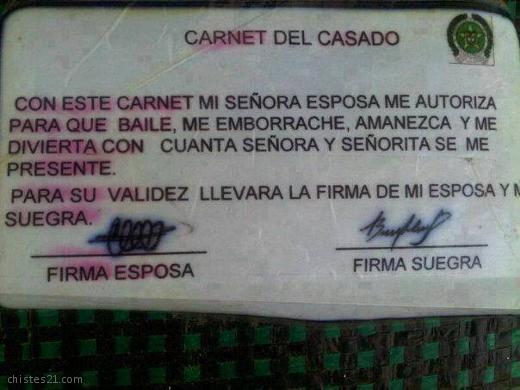 CARNET DEL CASADO
CON ESTE CARNET MI SEÑORA ESPOSA ME AUTORIZA
PARA QUE BAILE, ME EMBORRACHE, AMANEZCA Y ME
DIVIERTA CON CUANTA SEÑORA Y SEÑORITA SE ME
PRESENTE.
PARA SU VALIDEZ LLEVARA LA FIRMA DE MI ESPOSA Y M
SUEGRA.
FIRMA ESPOSA
FIRMA SUEGRA
chistes21.com